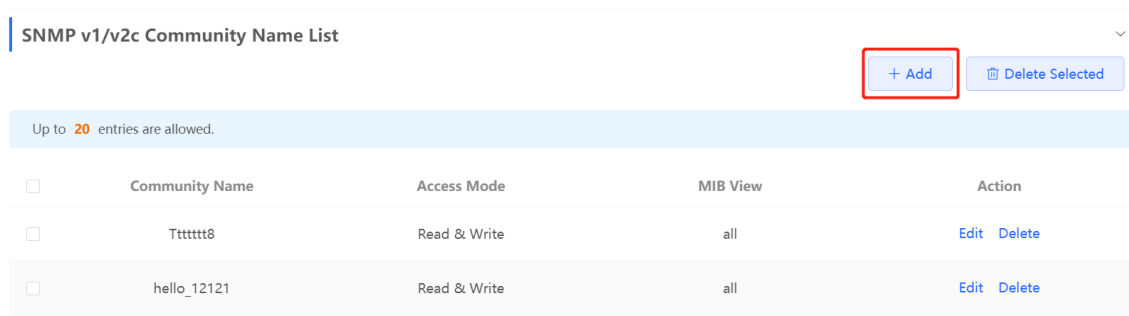 SNMP v1/v2c Community Name List
+ Add Delete Selected
Up to 20 entries are allowed.
Community Name Access Mode MIB View Action
Ttttttt8 Read & Write all Edit Delete
hello_12121 Read & Write all Edit Delete